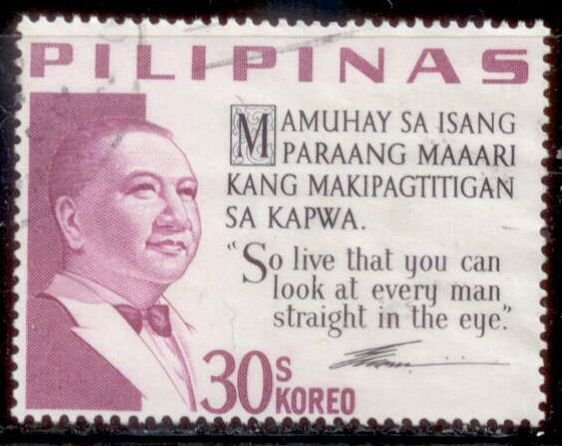 PILIPINAS
MAMUHAY SA ISANG
PARAANG MAAARI
KANG MAKIPAGTITIGAN
SA KAPWA.
"So live that you can
look at every man
straight in the eye."
30s
KOREO